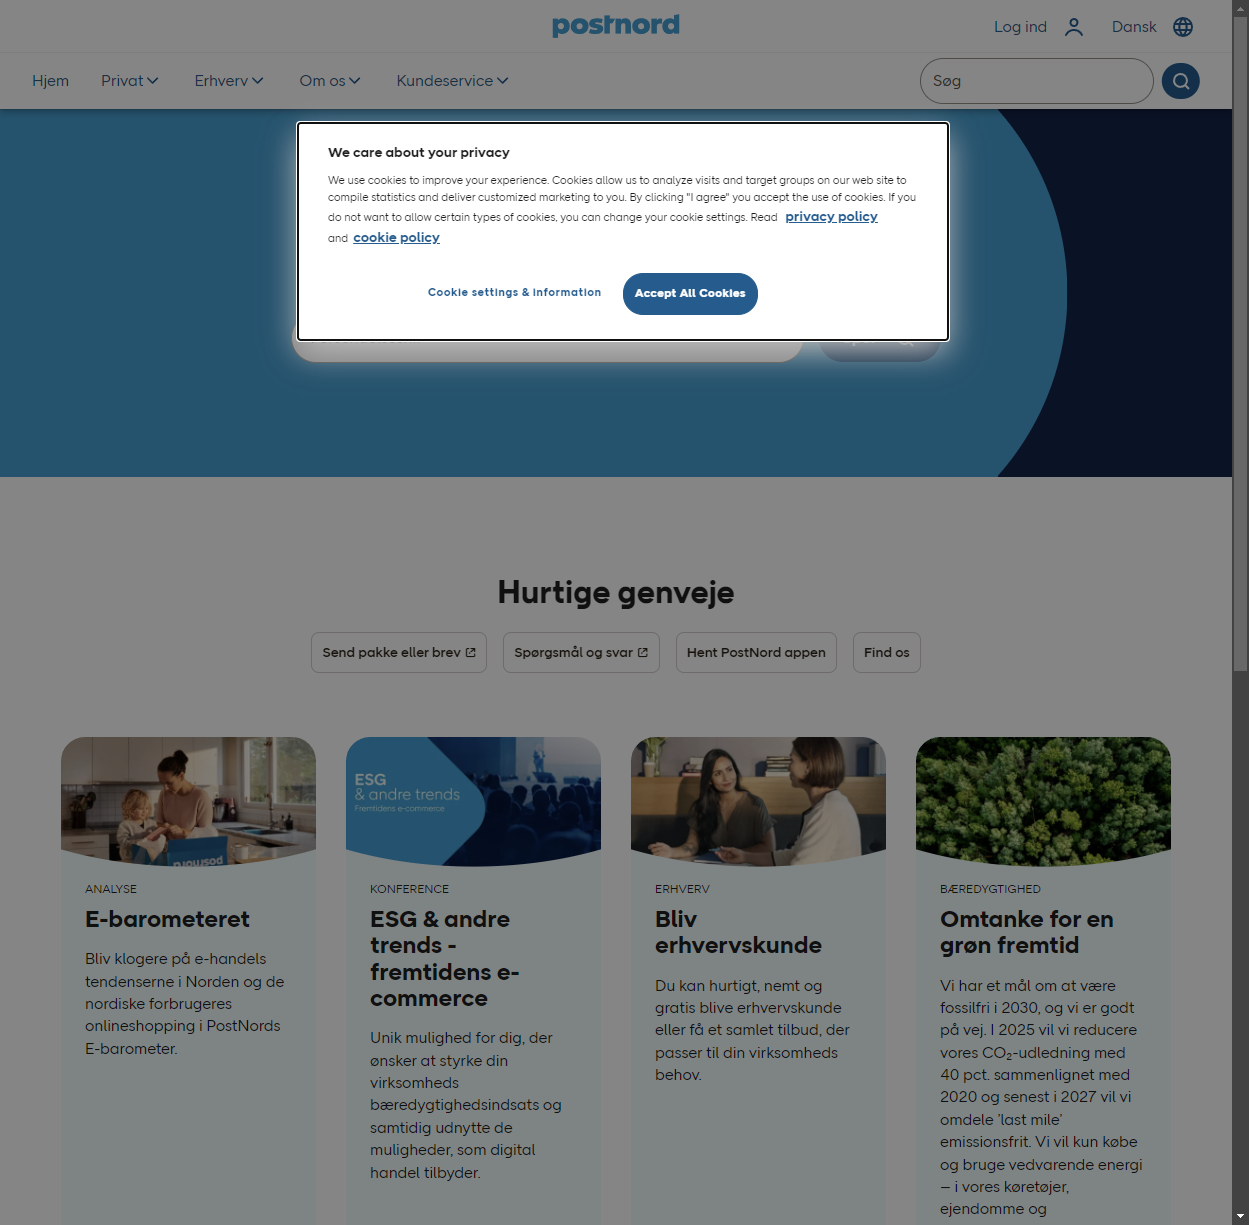 postnord
Log ind
Dansk
Hjem
Privat
Erhverv
Om os
Kundeservice
Søg
We care about your privacy
We use cookies to improve your experience. Cookies allow us to analyze visits and target groups on our web site to
compile statistics and deliver customized marketing to you. By clicking "I agree" you accept the use of cookies. If you
do not want to allow certain types of cookies, you can change your cookie settings. Read privacy policy
and cookie policy
Cookie settings & information
Accept All Cookies
Hurtige genveje
Send pakke eller brev
Spørgsmål og svar
Hent PostNord appen
Find os
postnord
ANALYSE
E-barometeret
Bliv klogere på e-handels
tendenserne i Norden og de
nordiske forbrugeres
onlineshopping i PostNords
E-barometer.
ESG
& andre trends
Fremtidens e-commerce
KONFERENCE
ESG & andre
trends -
fremtidens e-
commerce
Unik mulighed for dig, der
ønsker at styrke din
virksomheds
bæredygtighedsindsats og
samtidig udnytte de
muligheder, som digital
handel tilbyder.
ERHVERV
Bliv
erhvervskunde
Du kan hurtigt, nemt og
gratis blive erhvervskunde
eller få et samlet tilbud, der
passer til din virksomheds
behov.
BÆREDYGTIGHED
Omtanke for en
grøn fremtid
Vi har et mål om at være
fossilfri i 2030, og vi er godt
på vej. I 2025 vil vi reducere
vores CO₂-udledning med
40 pct. sammenlignet med
2020 og senest i 2027 vil vi
omdele ’last mile’
emissionsfrit. Vi vil kun købe
og bruge vedvarende energi
– i vores køretøjer,
ejendomme og